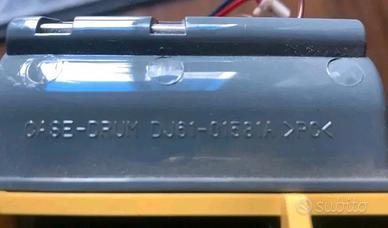 CASE-DRUM DJ61-01581A >PC<
subito